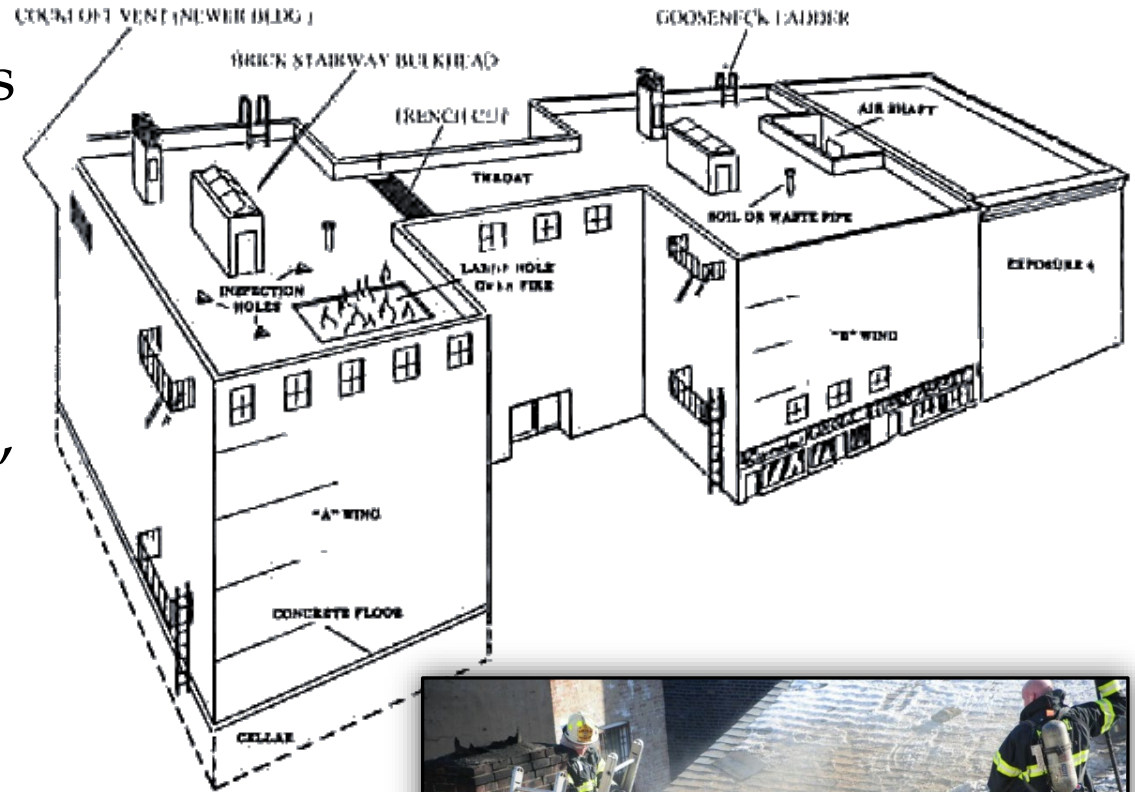 COCKLOFT VENT (NEWER BLDG.)
GOOSENECK LADDER
BRICK STAIRWAY BULKHEAD
s
TRENCH CUT
AIR SHAFT
THROAT
SOIL OR WASTE PIPE
LARGE HOLE
OVER FIRE
EXPOSURE 4
INSPECTION
HOLES
"B" WING
,
"A" WING
CONCRETE FLOOR
CELLAR